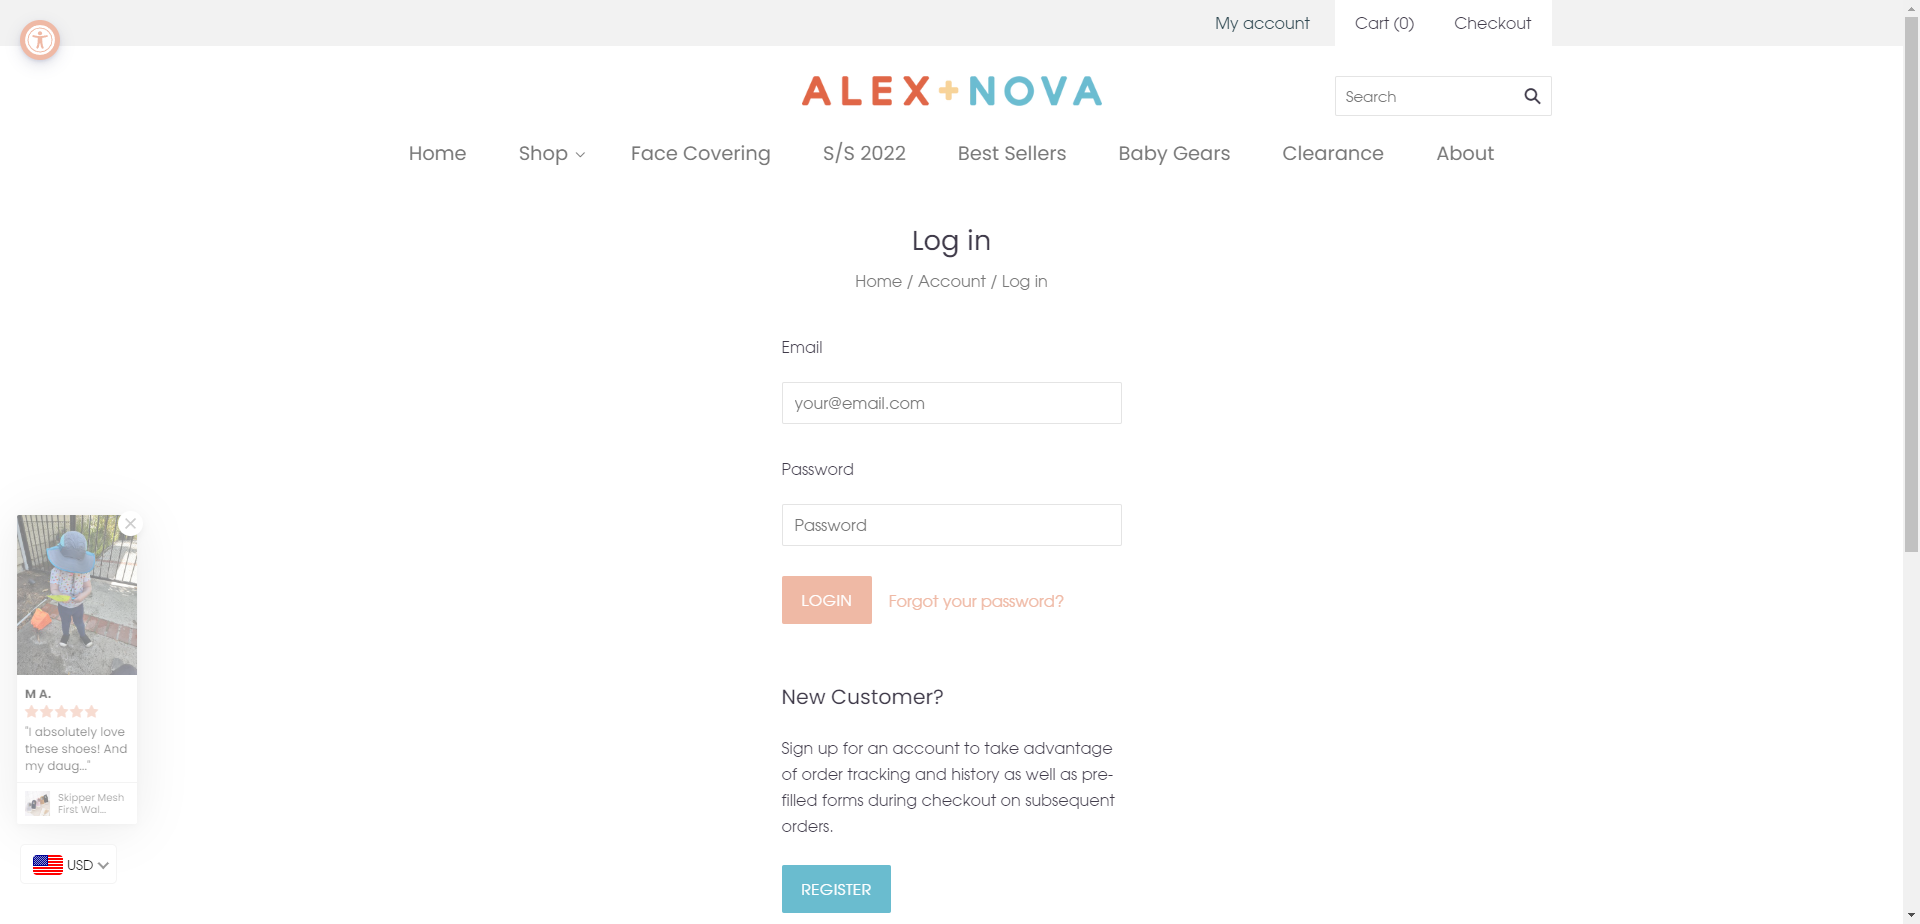 My account
Cart (0)
Checkout
ALEX+NOVA
Search
Home
Shop
Face Covering
S/S 2022
Best Sellers
Baby Gears
Clearance
About
Log in
Home / Account / Log in
Email
your@email.com
Password
Password
LOGIN
Forgot your password?
New Customer?
Sign up for an account to take advantage
of order tracking and history as well as pre-
filled forms during checkout on subsequent
orders.
REGISTER
M A.
"I absolutely love
these shoes! And
my daug..."
Skipper Mesh
First Wal...
USD